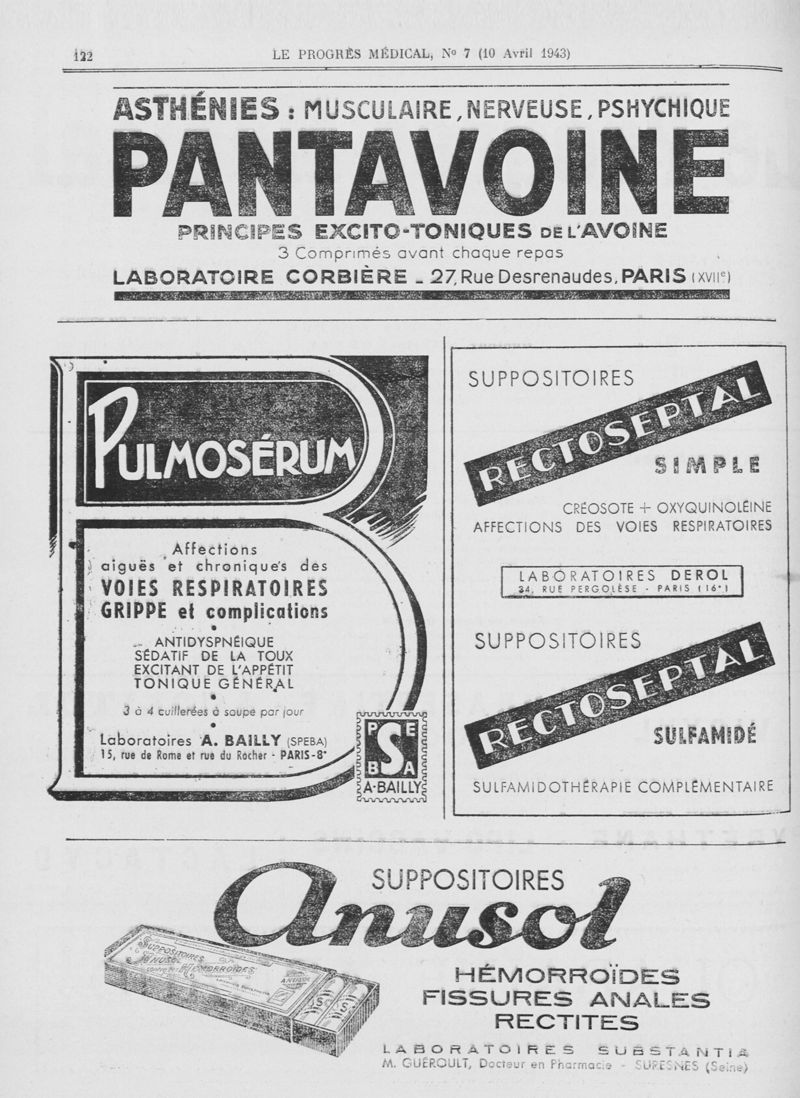 122
LE PROGRÈS MÉDICAL, No 7 (10 Avril 1943)
ASTHÉNIES : MUSCULAIRE, NERVEUSE, PSHYCHIQUE
PANTAVOINE
PRINCIPES EXCITO-TONIQUES DE L'AVOINE
3 Comprimés avant chaque repas
LABORATOIRE CORBIÈRE - 27, Rue Desrenaudes, PARIS (XVIIe)
PULMOSÉRUM
Affections
aiguës et chroniques des
VOIES RESPIRATOIRES
GRIPPE et complications
ANTIDYSPNÉIQUE
SÉDATIF DE LA TOUX
EXCITANT DE L'APPÉTIT
TONIQUE GÉNÉRAL
3 à 4 cuillerées à soupe par jour
Laboratoires A. BAILLY (SPEBA)
15, rue de Rome et rue du Rocher - PARIS-8e
SPEBA
A-BAILLY
SUPPOSITOIRES
RECTOSEPTAL
SIMPLE
CRÉOSOTE + OXYQUINOLÉINE
AFFECTIONS DES VOIES RESPIRATOIRES
LABORATOIRES DEROL
34, RUE PERGOLÈSE - PARIS (16e)
SUPPOSITOIRES
RECTOSEPTAL
SULFAMIDÉ
SULFAMIDOTHÉRAPIE COMPLÉMENTAIRE
SUPPOSITOIRES
Anusol
SUPPOSITOIRES
ANUSOL
HÉMORROÏDES
HÉMORROÏDES
FISSURES ANALES
RECTITES
LABORATOIRES SUBSTANTIA
M. GUÉROULT, Docteur en Pharmacie - SURESNES (Seine)